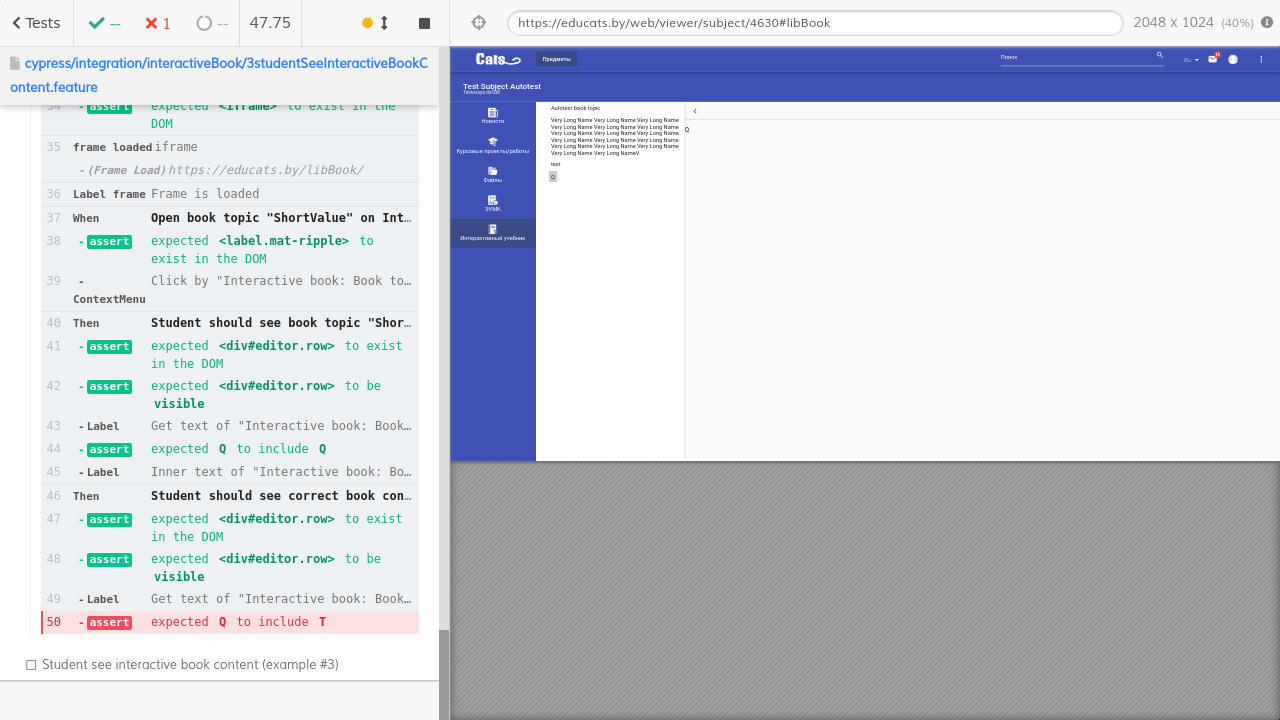 Tests
--
1
--
47.75
https://educats.by/web/viewer/subject/4630#libBook
2048 x 1024 (40%)
cypress/integration/interactiveBook/3studentSeeInteractiveBookC
ontent.feature
34 - assert expected <iframe> to exist in the
DOM
35 frame loaded iframe
- (Frame Load) https://educats.by/libBook/
36 Label frame Frame is loaded
37 When Open book topic "ShortValue" on Int…
38 - assert expected <label.mat-ripple> to
exist in the DOM
39 - Click by "Interactive book: Book to…
ContextMenu
40 Then Student should see book topic "Shor…
41 - assert expected <div#editor.row> to exist
in the DOM
42 - assert expected <div#editor.row> to be
visible
43 - Label Get text of "Interactive book: Book…
44 - assert expected Q to include Q
45 - Label Inner text of "Interactive book: Bo…
46 Then Student should see correct book con…
47 - assert expected <div#editor.row> to exist
in the DOM
48 - assert expected <div#editor.row> to be
visible
49 - Label Get text of "Interactive book: Book…
50 - assert expected Q to include T
Student see interactive book content (example #3)
Cats
Предметы
Поиск
Ru
Test Subject Autotest
Новости
Курсовые проекты/работы
Файлы
ЭУМК
Интерактивный учебник
Autotest book topic
Very Long Name Very Long Name Very Long Name
Very Long Name Very Long Name Very Long Name
Very Long Name Very Long Name Very Long Name
Very Long Name Very Long Name Very Long Name
Very Long Name Very Long Name Very Long Name
Very Long Name Very Long NameV
text
Q
Q